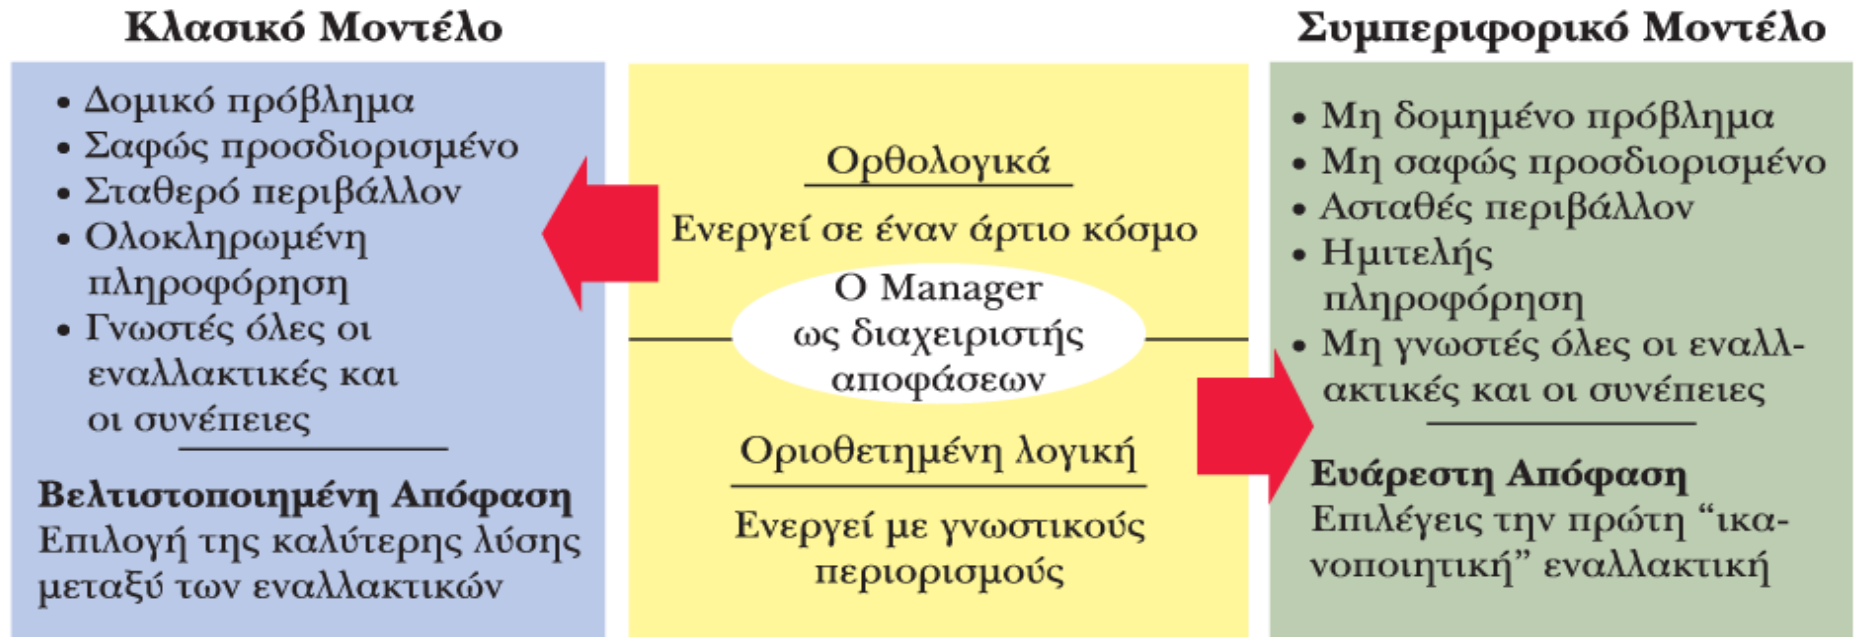 Κλασικό Μοντέλο
• Δομικό πρόβλημα
• Σαφώς προσδιορισμένο
• Σταθερό περιβάλλον
• Ολοκληρωμένη
πληροφόρηση
• Γνωστές όλες οι
εναλλακτικές και
οι συνέπειες
Βελτιστοποιημένη Απόφαση
Επιλογή της καλύτερης λύσης
μεταξύ των εναλλακτικών
Ορθολογικά
Ενεργεί σε έναν άρτιο κόσμο
Ο Manager
ως διαχειριστής
αποφάσεων
Οριοθετημένη λογική
Ενεργεί με γνωστικούς
περιορισμούς
Συμπεριφορικό Μοντέλο
• Μη δομημένο πρόβλημα
• Μη σαφώς προσδιορισμένο
• Ασταθές περιβάλλον
• Ημιτελής
πληροφόρηση
• Μη γνωστές όλες οι εναλλ-
ακτικές και οι συνέπειες
Ευάρεστη Απόφαση
Επιλέγεις την πρώτη “ικα-
νοποιητική” εναλλακτική